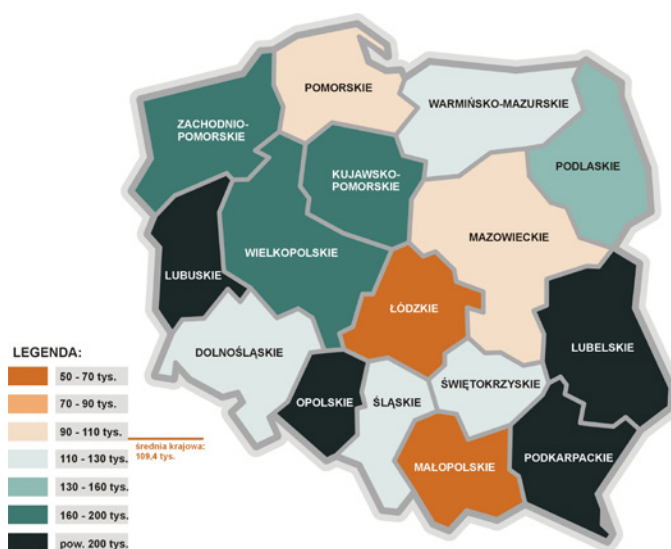 POMORSKIE
WARMIŃSKO-MAZURSKIE
ZACHODNIO-
POMORSKIE
KUJAWSKO-
POMORSKIE
PODLASKIE
MAZOWIECKIE
WIELKOPOLSKIE
LUBUSKIE
ŁÓDZKIE
LUBELSKIE
DOLNOŚLĄSKIE
OPOLSKIE
ŚLĄSKIE
ŚWIĘTOKRZYSKIE
MAŁOPOLSKIE
PODKARPACKIE
LEGENDA:
50 - 70 tys.
70 - 90 tys.
90 - 110 tys.
średnia krajowa:
109,4 tys.
110 - 130 tys.
130 - 160 tys.
160 - 200 tys.
pow. 200 tys.